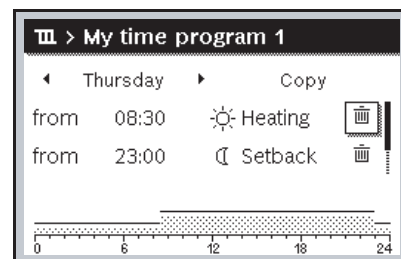 > My time program 1
Thursday Copy
from 08:30 Heating
from 23:00 Setback
0 6 12 18 24